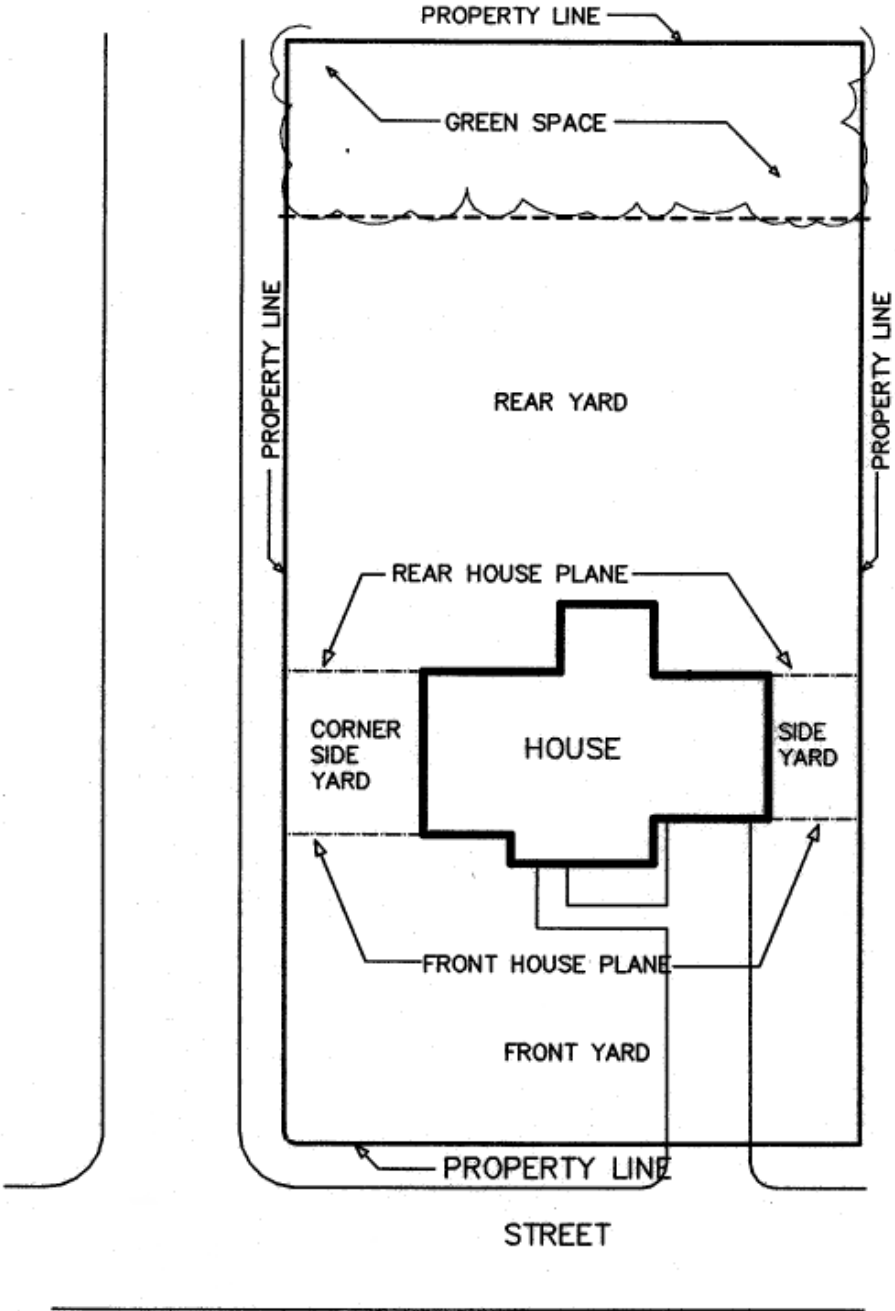 PROPERTY LINE
GREEN SPACE
PROPERTY LINE
PROPERTY LINE
REAR YARD
REAR HOUSE PLANE
CORNER
SIDE
YARD
HOUSE
SIDE
YARD
FRONT HOUSE PLANE
FRONT YARD
PROPERTY LINE
STREET